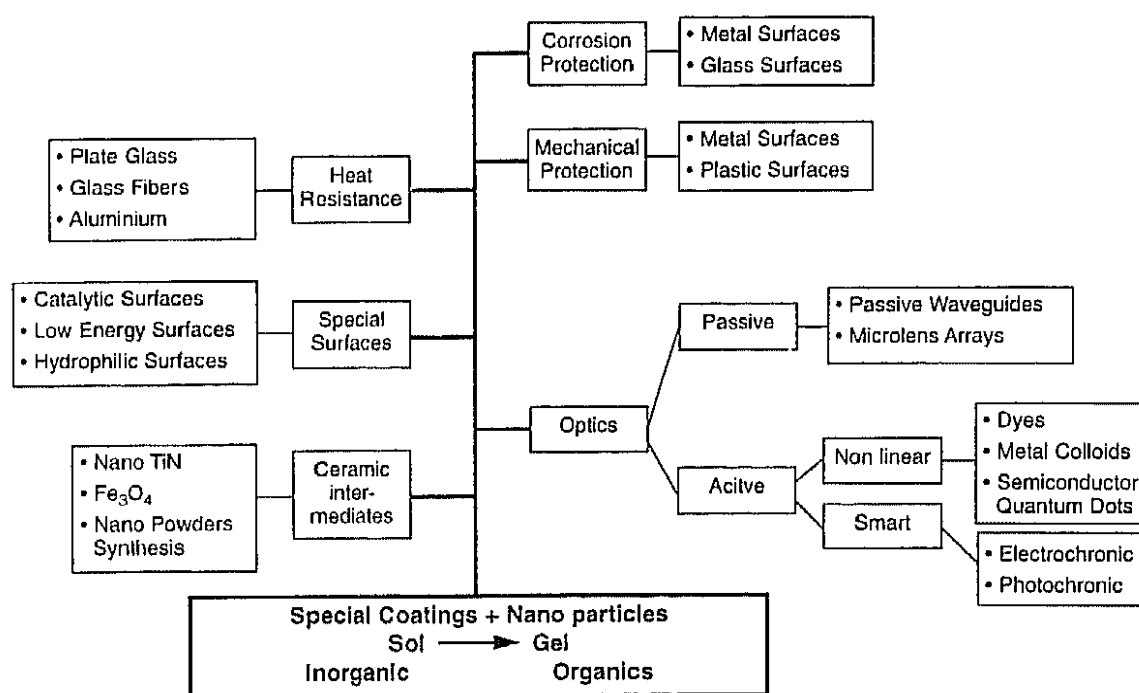 Corrosion
Protection
• Metal Surfaces
• Glass Surfaces
Mechanical
Protection
• Metal Surfaces
• Plastic Surfaces
• Plate Glass
• Glass Fibers
• Aluminium
Heat
Resistance
• Catalytic Surfaces
• Low Energy Surfaces
• Hydrophilic Surfaces
Special
Surfaces
Passive
• Passive Waveguides
• Microlens Arrays
Optics
Acitve
Non linear
• Dyes
• Metal Colloids
• Semiconductor
Quantum Dots
Smart
• Electrochronic
• Photochronic
• Nano TiN
• Fe₃O₄
• Nano Powders
Synthesis
Ceramic
inter-
mediates
Special Coatings + Nano particles
Sol ⟶ Gel
Inorganic Organics